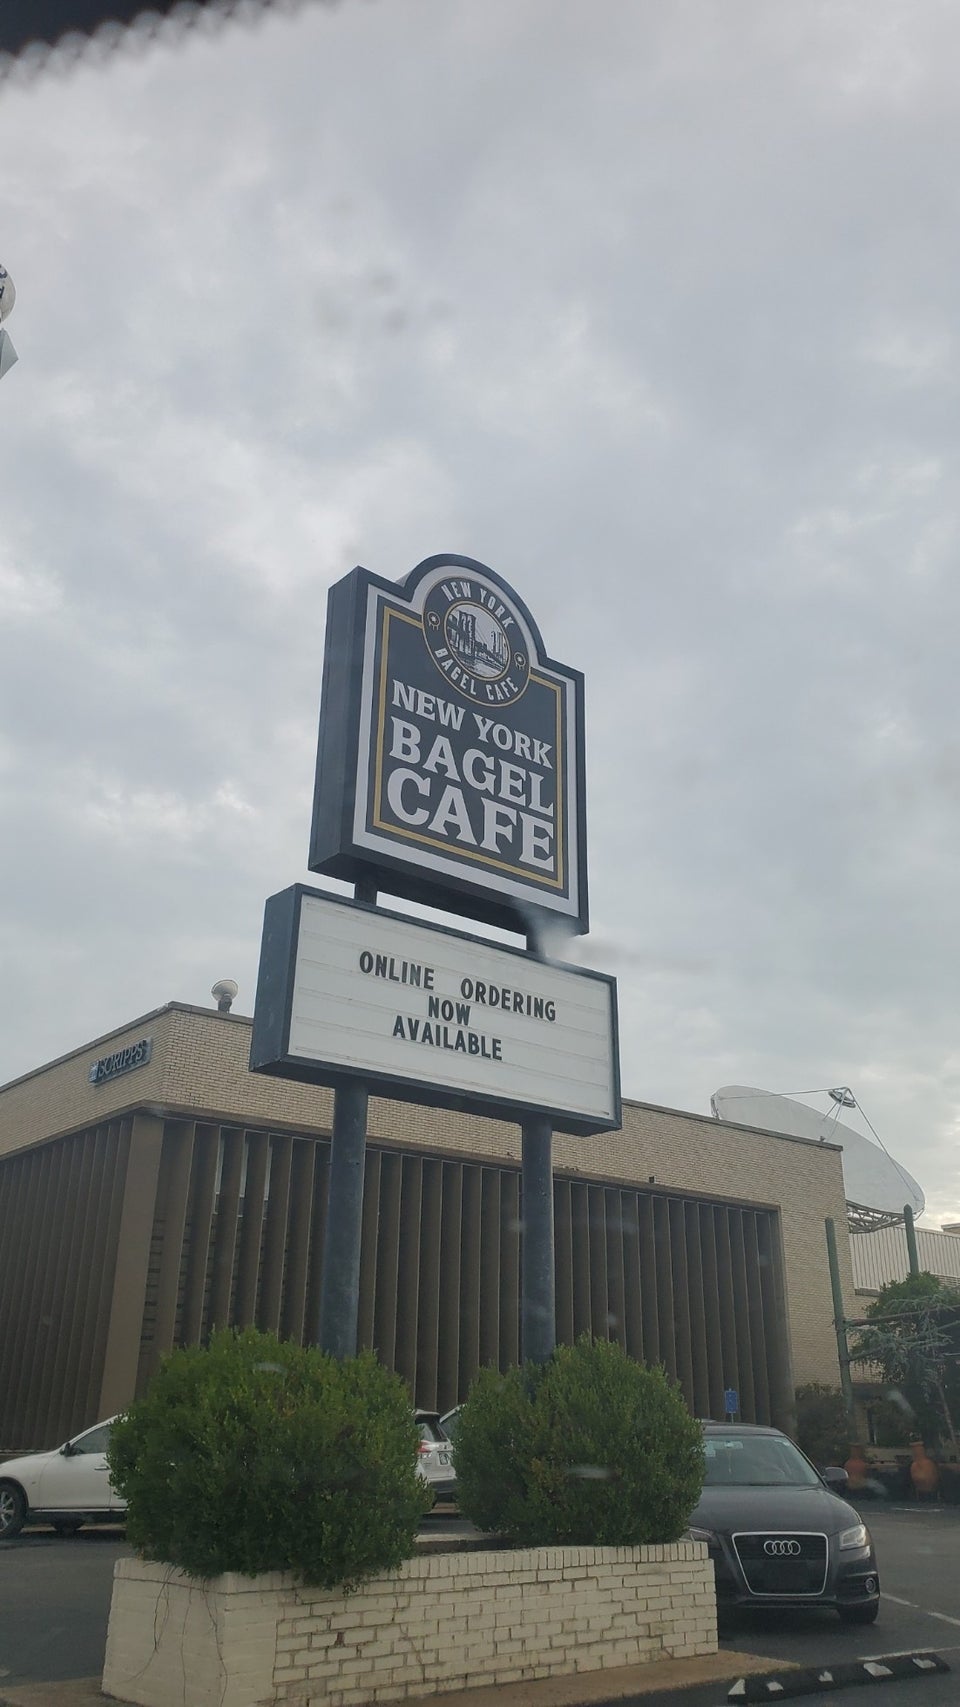 NEW YORK
BAGEL CAFE
NEW YORK
BAGEL
CAFE
ONLINE ORDERING
NOW
AVAILABLE
SCRIPPS